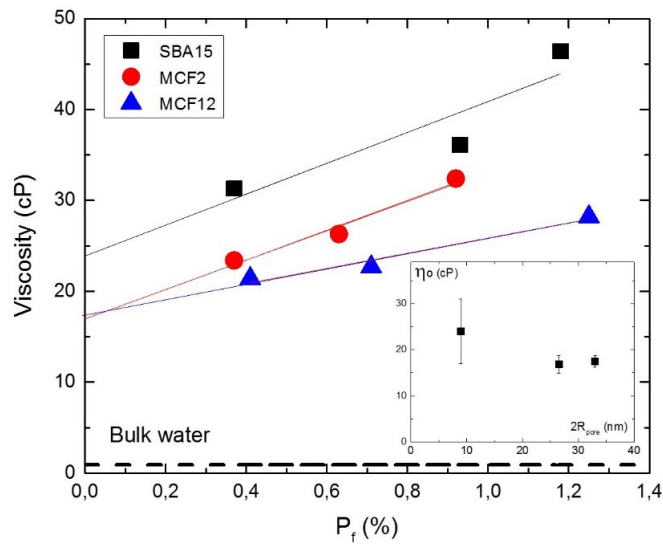 50
SBA15
MCF2
MCF12
40
30
Viscosity (cP)
20
ηo (cP)
30
20
10
0
0 10 20 30 40
2Rpore (nm)
10
Bulk water
0
0,0 0,2 0,4 0,6 0,8 1,0 1,2 1,4
Pf (%)